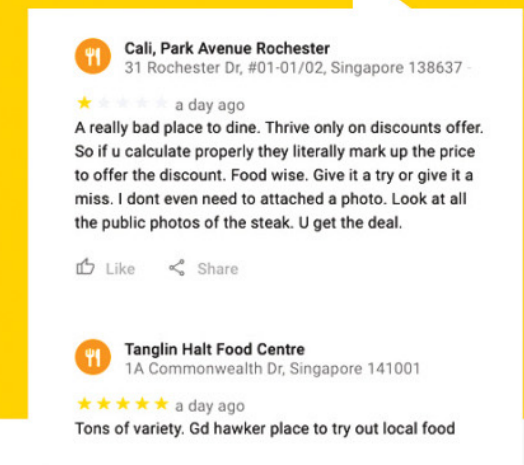 Cali, Park Avenue Rochester
31 Rochester Dr, #01-01/02, Singapore 138637 -
a day ago
A really bad place to dine. Thrive only on discounts offer.
So if u calculate properly they literally mark up the price
to offer the discount. Food wise. Give it a try or give it a
miss. I dont even need to attached a photo. Look at all
the public photos of the steak. U get the deal.
Like Share
Tanglin Halt Food Centre
1A Commonwealth Dr, Singapore 141001
a day ago
Tons of variety. Gd hawker place to try out local food